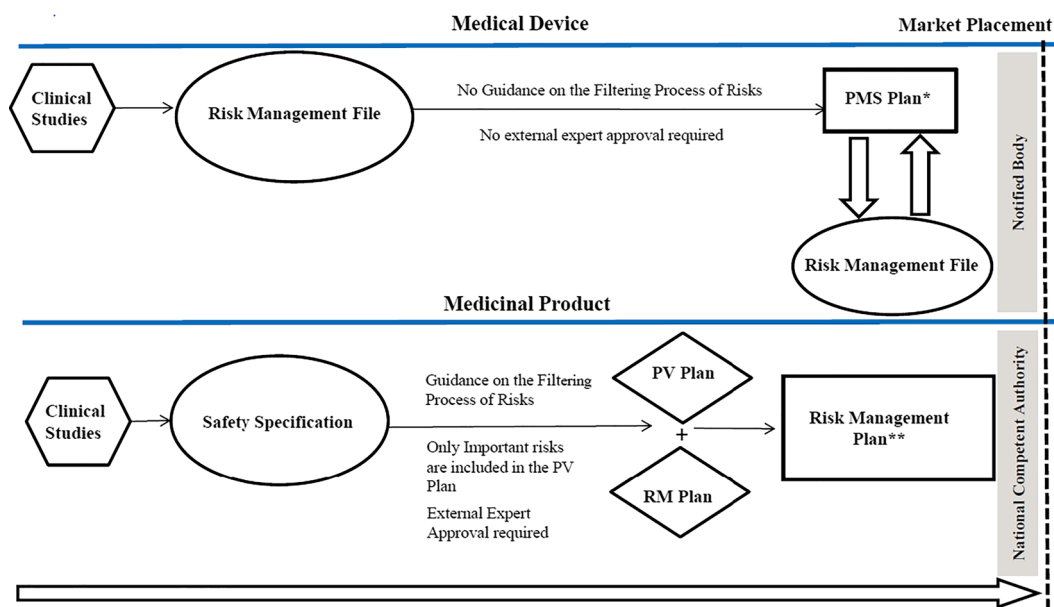 Medical Device
Market Placement
Clinical
Studies
Risk Management File
No Guidance on the Filtering Process of Risks
No external expert approval required
PMS Plan*
Risk Management File
Notified Body
Medicinal Product
Clinical
Studies
Safety Specification
Guidance on the Filtering
Process of Risks
Only Important risks
are included in the PV
Plan
External Expert
Approval required
PV Plan
+
RM Plan
Risk Management
Plan**
National Competent Authority